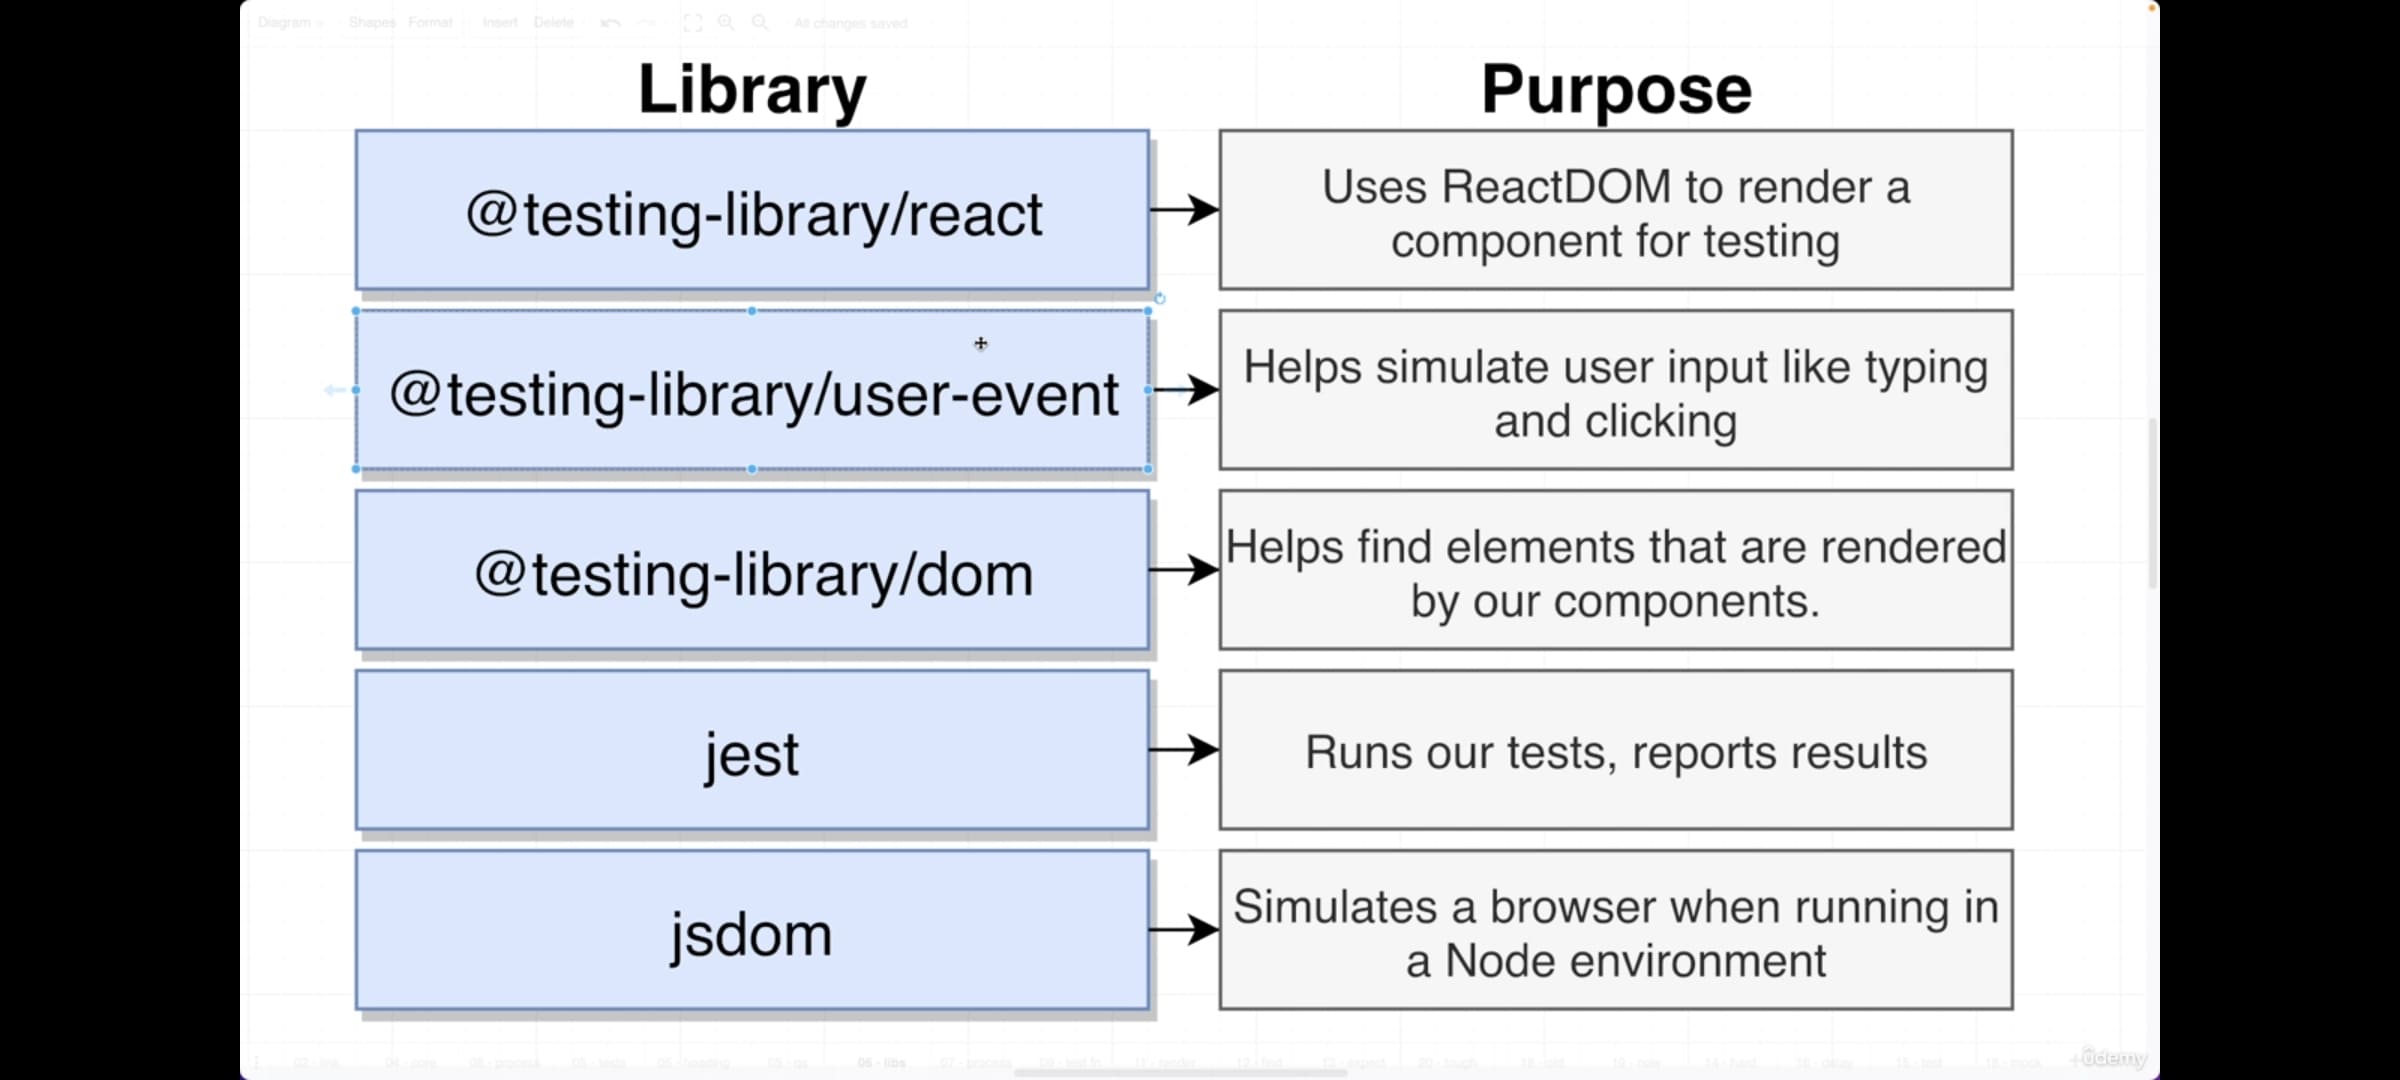 Diagram Shapes Format Insert Delete All changes saved
Library
Purpose
@testing-library/react
Uses ReactDOM to render a
component for testing
@testing-library/user-event
Helps simulate user input like typing
and clicking
@testing-library/dom
Helps find elements that are rendered
by our components.
jest
Runs our tests, reports results
jsdom
Simulates a browser when running in
a Node environment
06 - libs
ûdemy